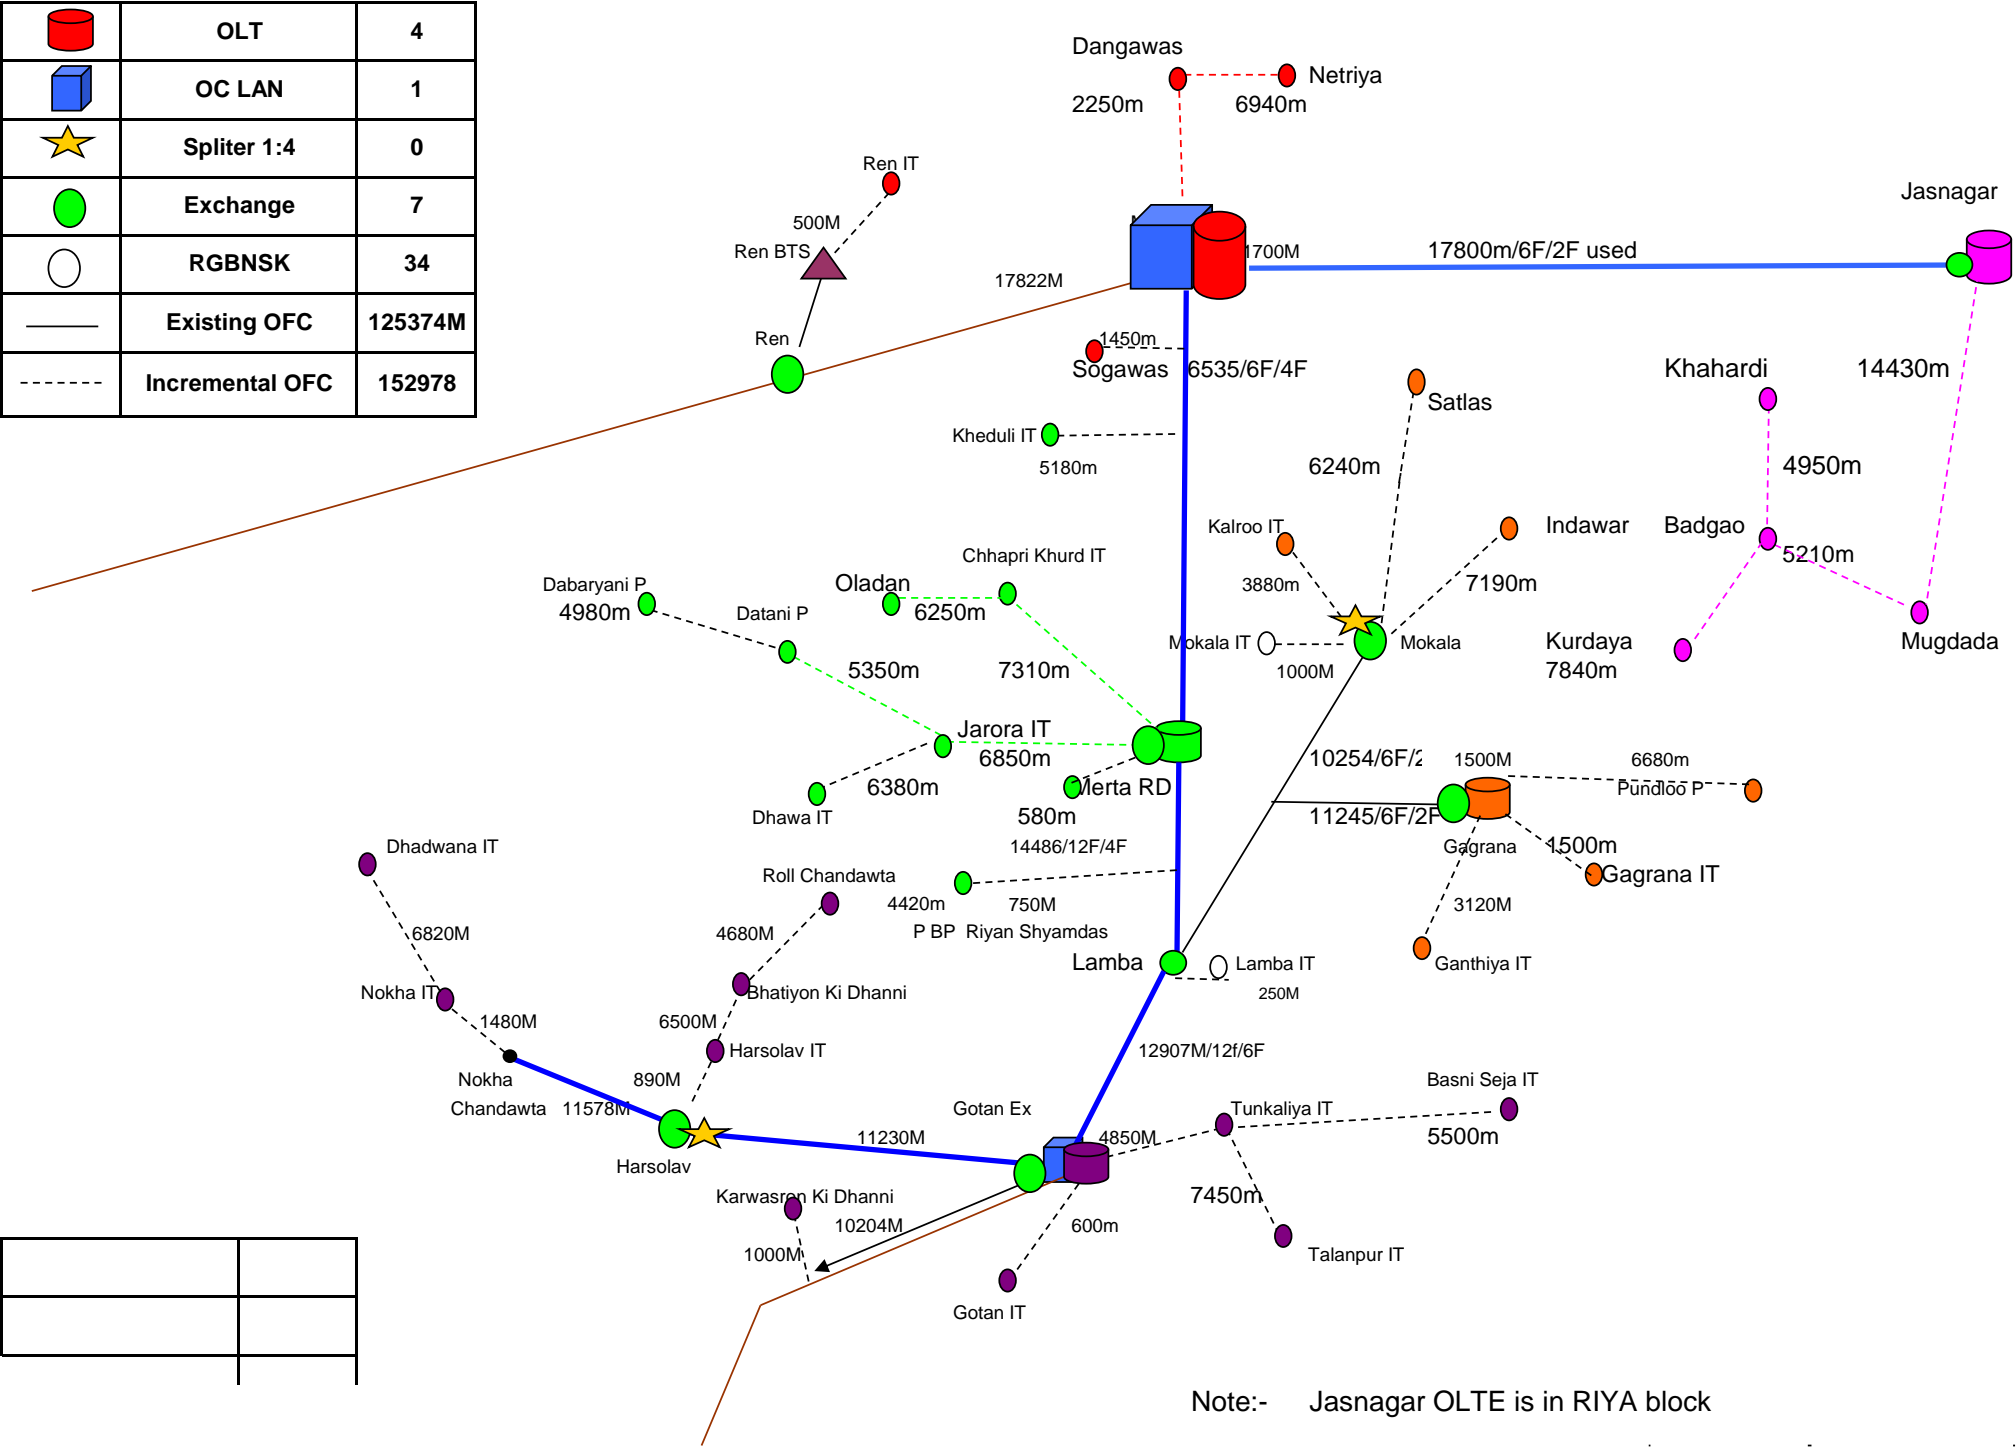 OLT 4
OC LAN 1
Spliter 1:4 0
Exchange 7
RGBNSK 34
Existing OFC 125374M
Incremental OFC 152978
Dangawas
Netriya
2250m
6940m
Ren IT
500M
Ren BTS
Jasnagar
1700M
17800m/6F/2F used
17822M
Ren
1450m
Sogawas
6535/6F/4F
Khahardi
14430m
Satlas
Kheduli IT
5180m
6240m
4950m
Kalroo IT
Indawar
Badgao
5210m
Chhapri Khurd IT
Dabaryani P
4980m
Oladan
6250m
3880m
7190m
Datani P
Mokala IT
Mokala
1000M
Kurdaya
7840m
Mugdada
5350m
7310m
Jarora IT
6850m
6380m
Merta RD
580m
Dhawa IT
10254/6F/2
1500M
6680m
Pundloo P
11245/6F/2F
Gagrana
1500m
Gagrana IT
14486/12F/4F
Dhadwana IT
Roll Chandawta
4420m
750M
P BP Riyan Shyamdas
3120M
6820M
4680M
Lamba
Lamba IT
250M
Ganthiya IT
Nokha IT
Bhatiyon Ki Dhanni
1480M
6500M
Harsolav IT
12907M/12f/6F
Nokha
Chandawta
11578M
890M
Gotan Ex
Basni Seja IT
Tunkaliya IT
5500m
11230M
4850M
Harsolav
Karwasron Ki Dhanni
10204M
1000M
600m
7450m
Talanpur IT
Gotan IT
Note:- Jasnagar OLTE is in RIYA block